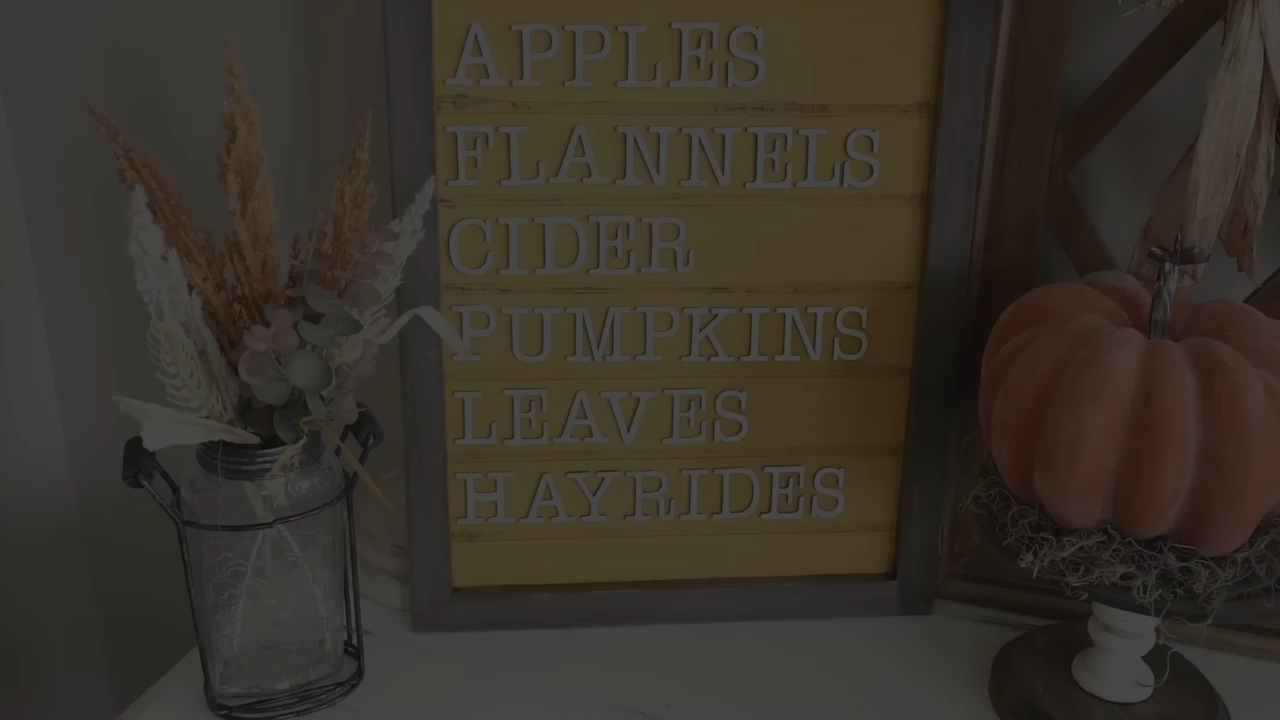 APPLES
FLANNELS
CIDER
PUMPKINS
LEAVES
HAYRIDES